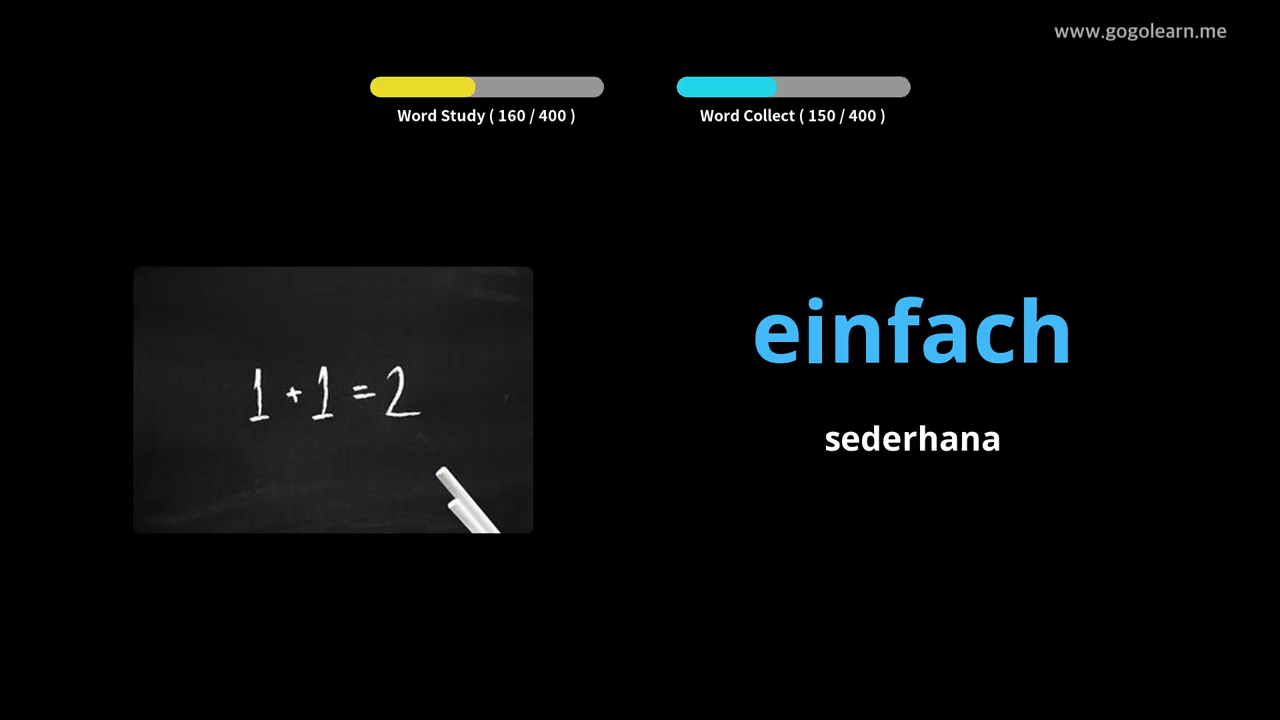 www.gogolearn.me
Word Study ( 160 / 400 )
Word Collect ( 150 / 400 )
1 + 1 = 2
einfach
sederhana